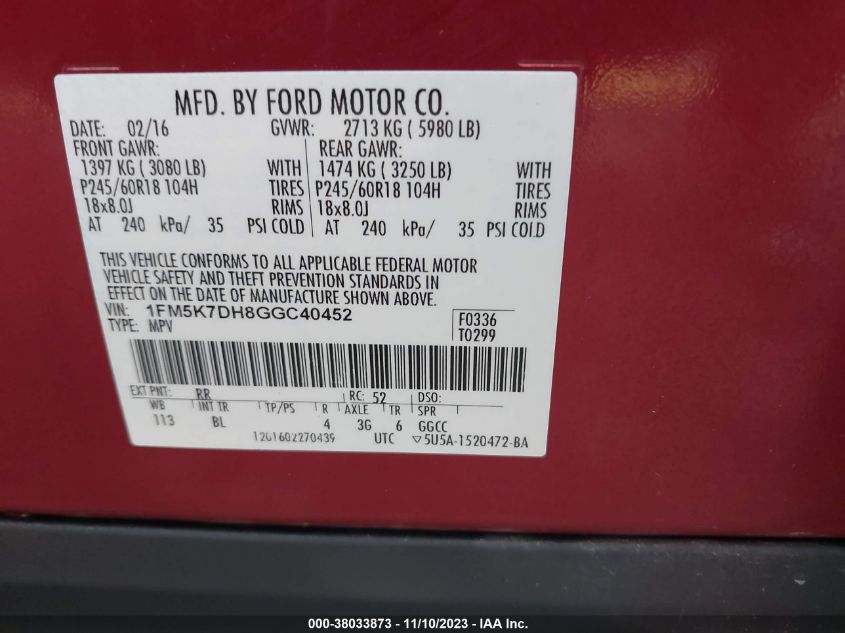 MFD. BY FORD MOTOR CO.
DATE: 02/16 GVWR: 2713 KG ( 5980 LB)
FRONT GAWR: REAR GAWR:
1397 KG ( 3080 LB) WITH 1474 KG ( 3250 LB) WITH
P245/60R18 104H TIRES P245/60R18 104H TIRES
18x8.0J RIMS 18x8.0J RIMS
AT 240 kPa/ 35 PSI COLD AT 240 kPa/ 35 PSI COLD
THIS VEHICLE CONFORMS TO ALL APPLICABLE FEDERAL MOTOR
VEHICLE SAFETY AND THEFT PREVENTION STANDARDS IN
EFFECT ON THE DATE OF MANUFACTURE SHOWN ABOVE.
VIN: 1FM5K7DH8GGC40452 F0336
TYPE: MPV T0299
EXT PNT: RR RC: 52 DSO:
WB INT TR TP/PS R AXLE TR SPR
113 BL 4 3G 6 GGCC
1201602270439 UTC ▽5U5A-1520472-BA
000-38033873 — 11/10/2023 — IAA Inc.